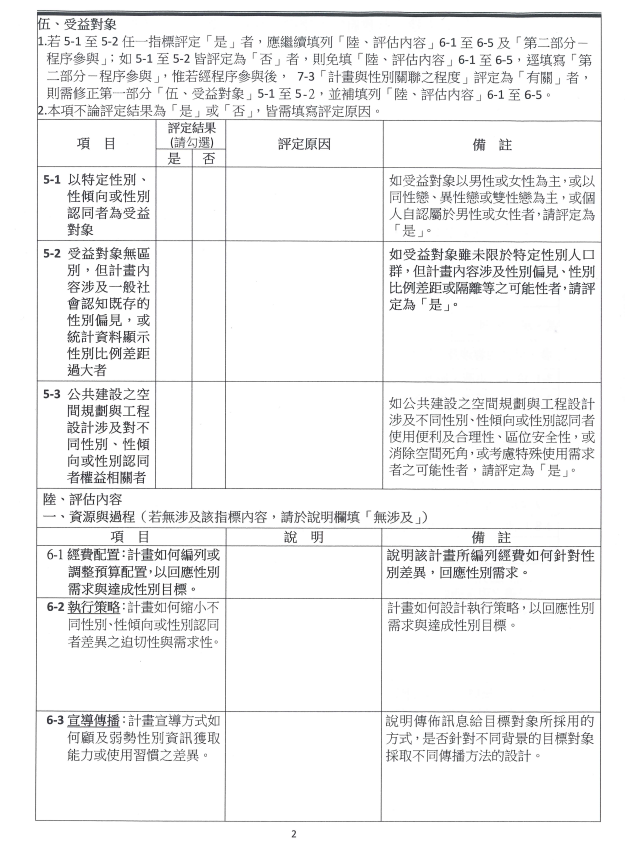 伍、受益對象
1.若 5-1 至 5-2 任一指標評定「是」者，應繼續填列「陸、評估內容」6-1 至 6-5 及「第二部分－
程序參與」；如 5-1 至 5-2 皆評定為「否」者，則免填「陸、評估內容」6-1 至 6-5，逕填寫「第
二部分－程序參與」，惟若經程序參與後， 7-3「計畫與性別關聯之程度」評定為「有關」者，
則需修正第一部分「伍、受益對象」5-1 至 5-2，並補填列「陸、評估內容」6-1 至 6-5。
2.本項不論評定結果為「是」或「否」，皆需填寫評定原因。
項 目
評定結果
(請勾選)
是 否
評定原因
備 註
5-1 以特定性別、
性傾向或性別
認同者為受益
對象
如受益對象以男性或女性為主，或以
同性戀、異性戀或雙性戀為主，或個
人自認屬於男性或女性者，請評定為
「是」。
5-2 受益對象無區
別，但計畫內
容涉及一般社
會認知既存的
性別偏見，或
統計資料顯示
性別比例差距
過大者
如受益對象雖未限於特定性別人口
群，但計畫內容涉及性別偏見、性別
比例差距或隔離等之可能性者，請評
定為「是」。
5-3 公共建設之空
間規劃與工程
設計涉及對不
同性別、性傾
向或性別認同
者權益相關者
如公共建設之空間規劃與工程設計
涉及不同性別、性傾向或性別認同者
使用便利及合理性、區位安全性，或
消除空間死角，或考慮特殊使用需求
者之可能性者，請評定為「是」。
陸、評估內容
一、資源與過程（若無涉及該指標內容，請於說明欄填「無涉及」）
項 目
說 明
備 註
6-1 經費配置：計畫如何編列或
調整預算配置，以回應性別
需求與達成性別目標。
說明該計畫所編列經費如何針對性
別差異，回應性別需求。
6-2 執行策略：計畫如何縮小不
同性別、性傾向或性別認同
者差異之迫切性與需求性。
計畫如何設計執行策略，以回應性別
需求與達成性別目標。
6-3 宣導傳播：計畫宣導方式如
何顧及弱勢性別資訊獲取
能力或使用習慣之差異。
說明傳佈訊息給目標對象所採用的
方式，是否針對不同背景的目標對象
採取不同傳播方法的設計。
2